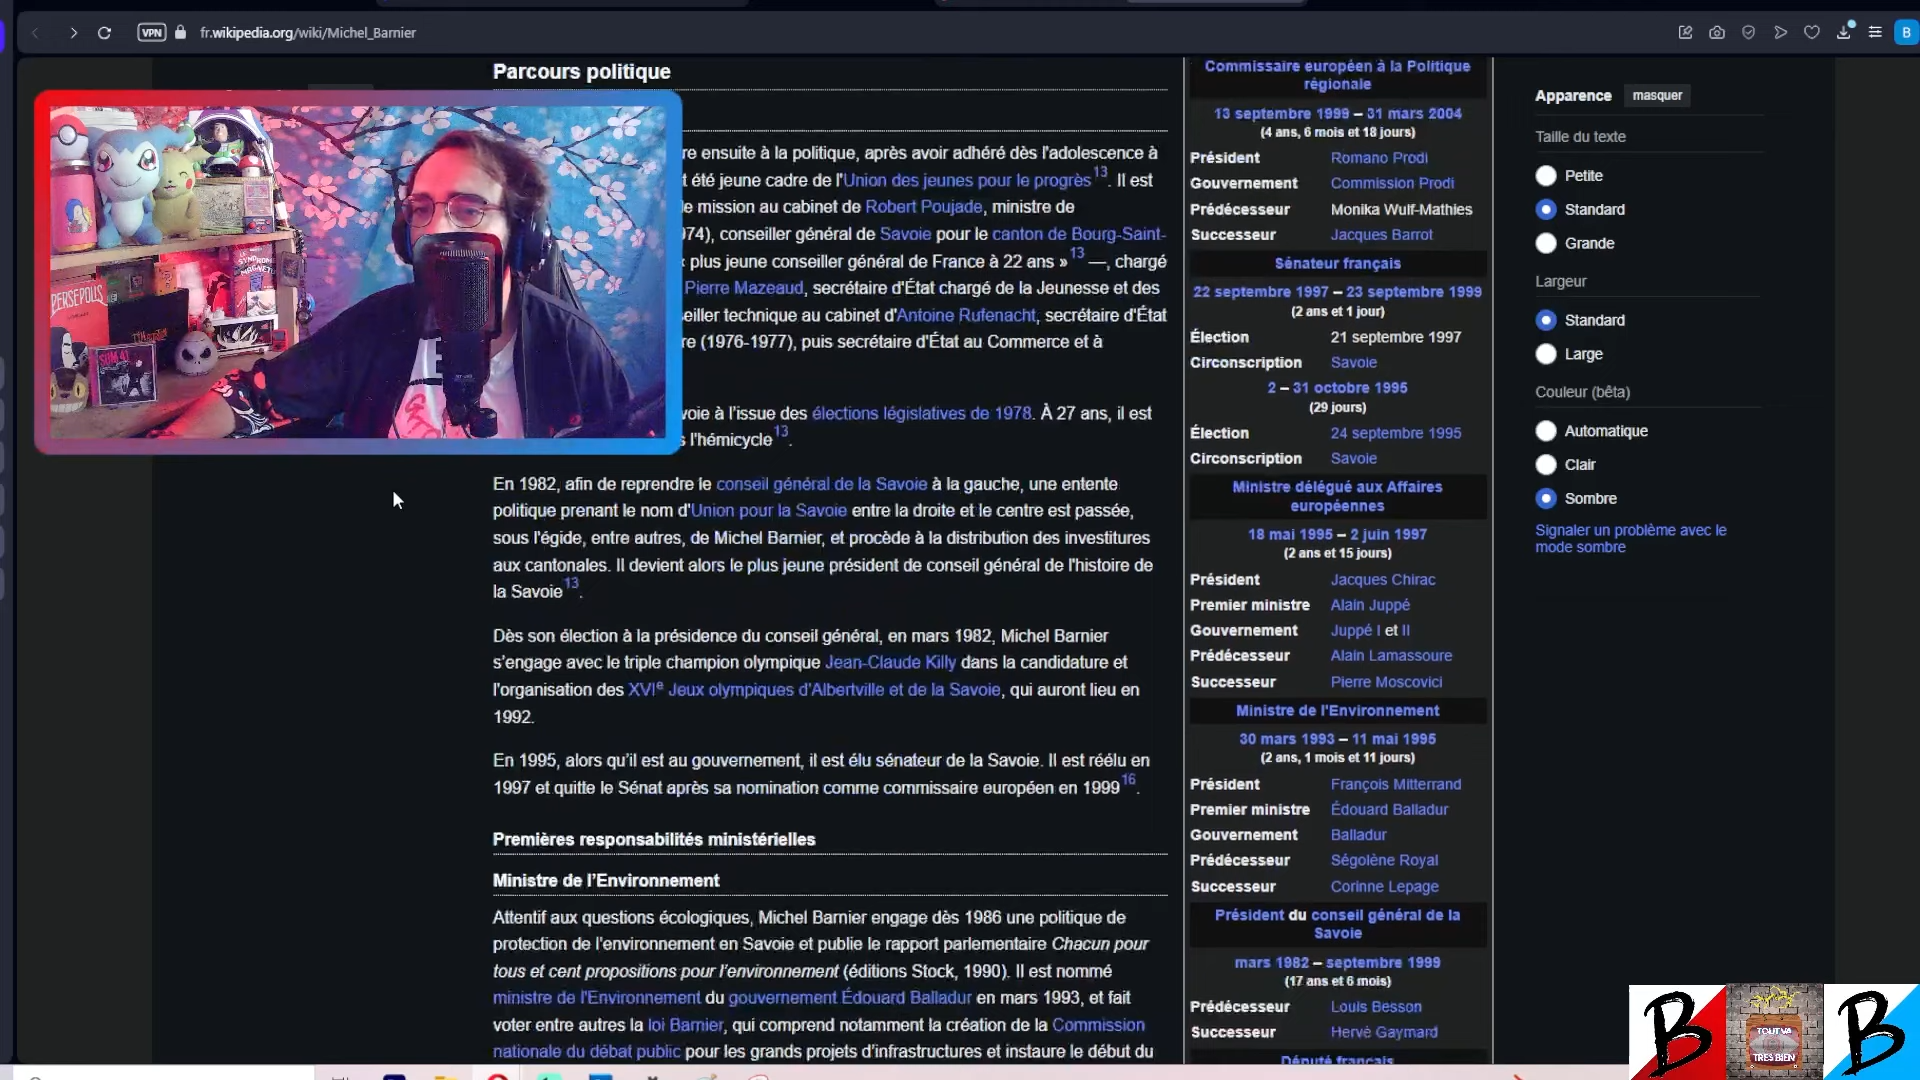 VPN
fr.wikipedia.org/wiki/Michel_Barnier
B
Parcours politique
re ensuite à la politique, après avoir adhéré dès l'adolescence à
t été jeune cadre de l'Union des jeunes pour le progrès13. Il est
le mission au cabinet de Robert Poujade, ministre de
974), conseiller général de Savoie pour le canton de Bourg-Saint-
« plus jeune conseiller général de France à 22 ans »13 —, chargé
Pierre Mazeaud, secrétaire d'État chargé de la Jeunesse et des
seiller technique au cabinet d'Antoine Rufenacht, secrétaire d'État
re (1976-1977), puis secrétaire d'État au Commerce et à
voie à l'issue des élections législatives de 1978. À 27 ans, il est
s l'hémicycle13.
En 1982, afin de reprendre le conseil général de la Savoie à la gauche, une entente
politique prenant le nom d'Union pour la Savoie entre la droite et le centre est passée,
sous l'égide, entre autres, de Michel Barnier, et procède à la distribution des investitures
aux cantonales. Il devient alors le plus jeune président de conseil général de l'histoire de
la Savoie13.
Dès son élection à la présidence du conseil général, en mars 1982, Michel Barnier
s'engage avec le triple champion olympique Jean-Claude Killy dans la candidature et
l'organisation des XVIe Jeux olympiques d'Albertville et de la Savoie, qui auront lieu en
1992.
En 1995, alors qu'il est au gouvernement, il est élu sénateur de la Savoie. Il est réélu en
1997 et quitte le Sénat après sa nomination comme commissaire européen en 199916.
Premières responsabilités ministérielles
Ministre de l'Environnement
Attentif aux questions écologiques, Michel Barnier engage dès 1986 une politique de
protection de l'environnement en Savoie et publie le rapport parlementaire Chacun pour
tous et cent propositions pour l'environnement (éditions Stock, 1990). Il est nommé
ministre de l'Environnement du gouvernement Édouard Balladur en mars 1993, et fait
voter entre autres la loi Barnier, qui comprend notamment la création de la Commission
nationale du débat public pour les grands projets d'infrastructures et instaure le début du
Commissaire européen à la Politique
régionale
13 septembre 1999 – 31 mars 2004
(4 ans, 6 mois et 18 jours)
Président Romano Prodi
Gouvernement Commission Prodi
Prédécesseur Monika Wulf-Mathies
Successeur Jacques Barrot
Sénateur français
22 septembre 1997 – 23 septembre 1999
(2 ans et 1 jour)
Élection 21 septembre 1997
Circonscription Savoie
2 – 31 octobre 1995
(29 jours)
Élection 24 septembre 1995
Circonscription Savoie
Ministre délégué aux Affaires
européennes
18 mai 1995 – 2 juin 1997
(2 ans et 15 jours)
Président Jacques Chirac
Premier ministre Alain Juppé
Gouvernement Juppé I et II
Prédécesseur Alain Lamassoure
Successeur Pierre Moscovici
Ministre de l'Environnement
30 mars 1993 – 11 mai 1995
(2 ans, 1 mois et 11 jours)
Président François Mitterrand
Premier ministre Édouard Balladur
Gouvernement Balladur
Prédécesseur Ségolène Royal
Successeur Corinne Lepage
Président du conseil général de la
Savoie
mars 1982 – septembre 1999
(17 ans et 6 mois)
Prédécesseur Louis Besson
Successeur Hervé Gaymard
Député français
Apparence masquer
Taille du texte
Petite
Standard
Grande
Largeur
Standard
Large
Couleur (bêta)
Automatique
Clair
Sombre
Signaler un problème avec le
mode sombre
PERSEPOLIS
LE
SYNDROME
MAGNETO
SUM 41
B
TOUT VA
TRES BIEN
B